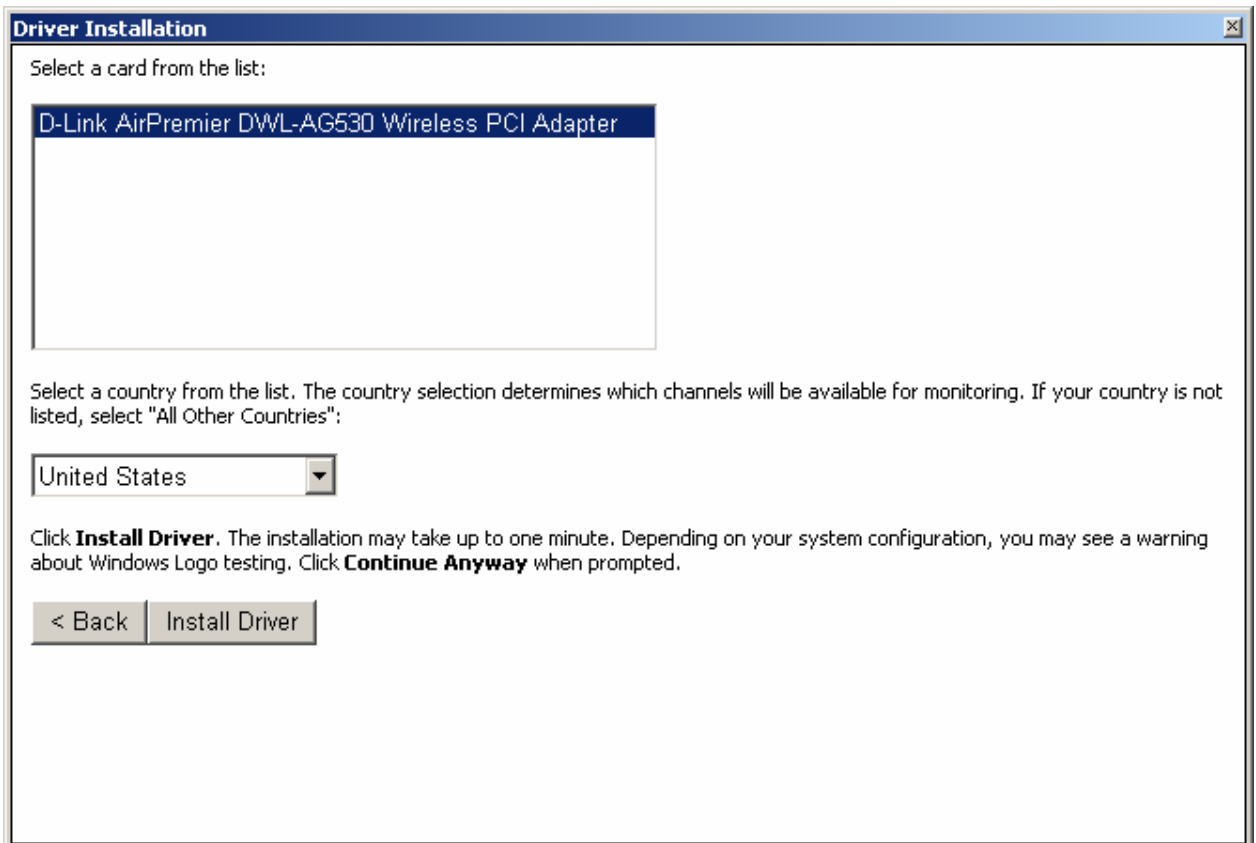 Driver Installation
Select a card from the list:
D-Link AirPremier DWL-AG530 Wireless PCI Adapter
Select a country from the list. The country selection determines which channels will be available for monitoring. If your country is not
listed, select "All Other Countries":
United States
Click Install Driver. The installation may take up to one minute. Depending on your system configuration, you may see a warning
about Windows Logo testing. Click Continue Anyway when prompted.
< Back Install Driver